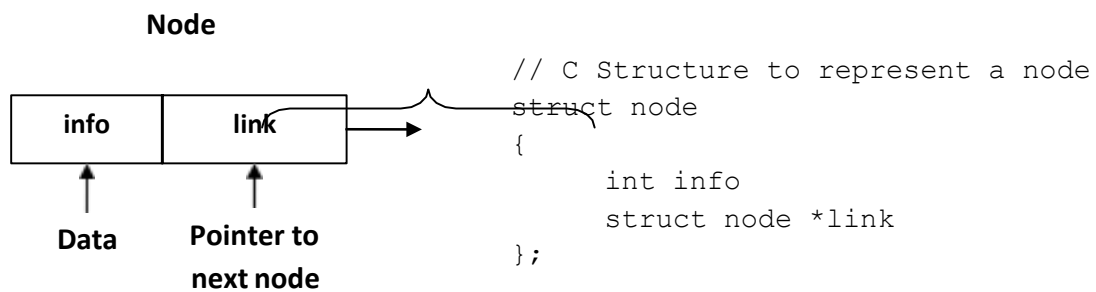 Node
info link
Data
Pointer to
next node
// C Structure to represent a node
struct node
{
int info
struct node *link
};